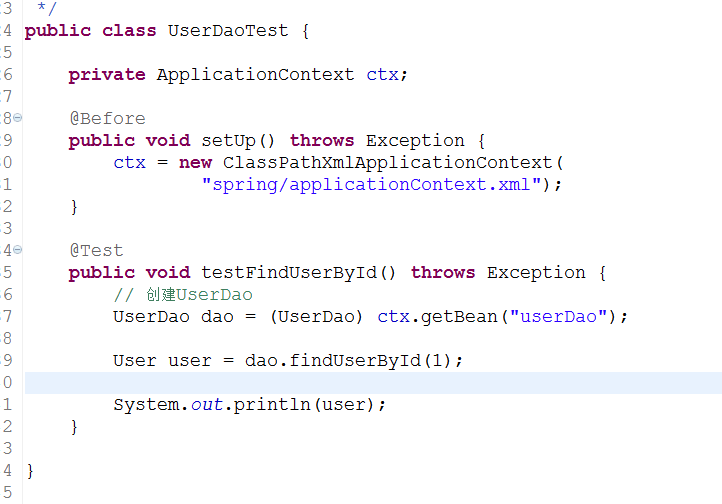 3 */
4 public class UserDaoTest {
5
6 private ApplicationContext ctx;
7
8 @Before
9 public void setUp() throws Exception {
0 ctx = new ClassPathXmlApplicationContext(
1 "spring/applicationContext.xml");
2 }
3
4 @Test
5 public void testFindUserById() throws Exception {
6 // 创建UserDao
7 UserDao dao = (UserDao) ctx.getBean("userDao");
8
9 User user = dao.findUserById(1);
0
1 System.out.println(user);
2 }
3
4 }
5